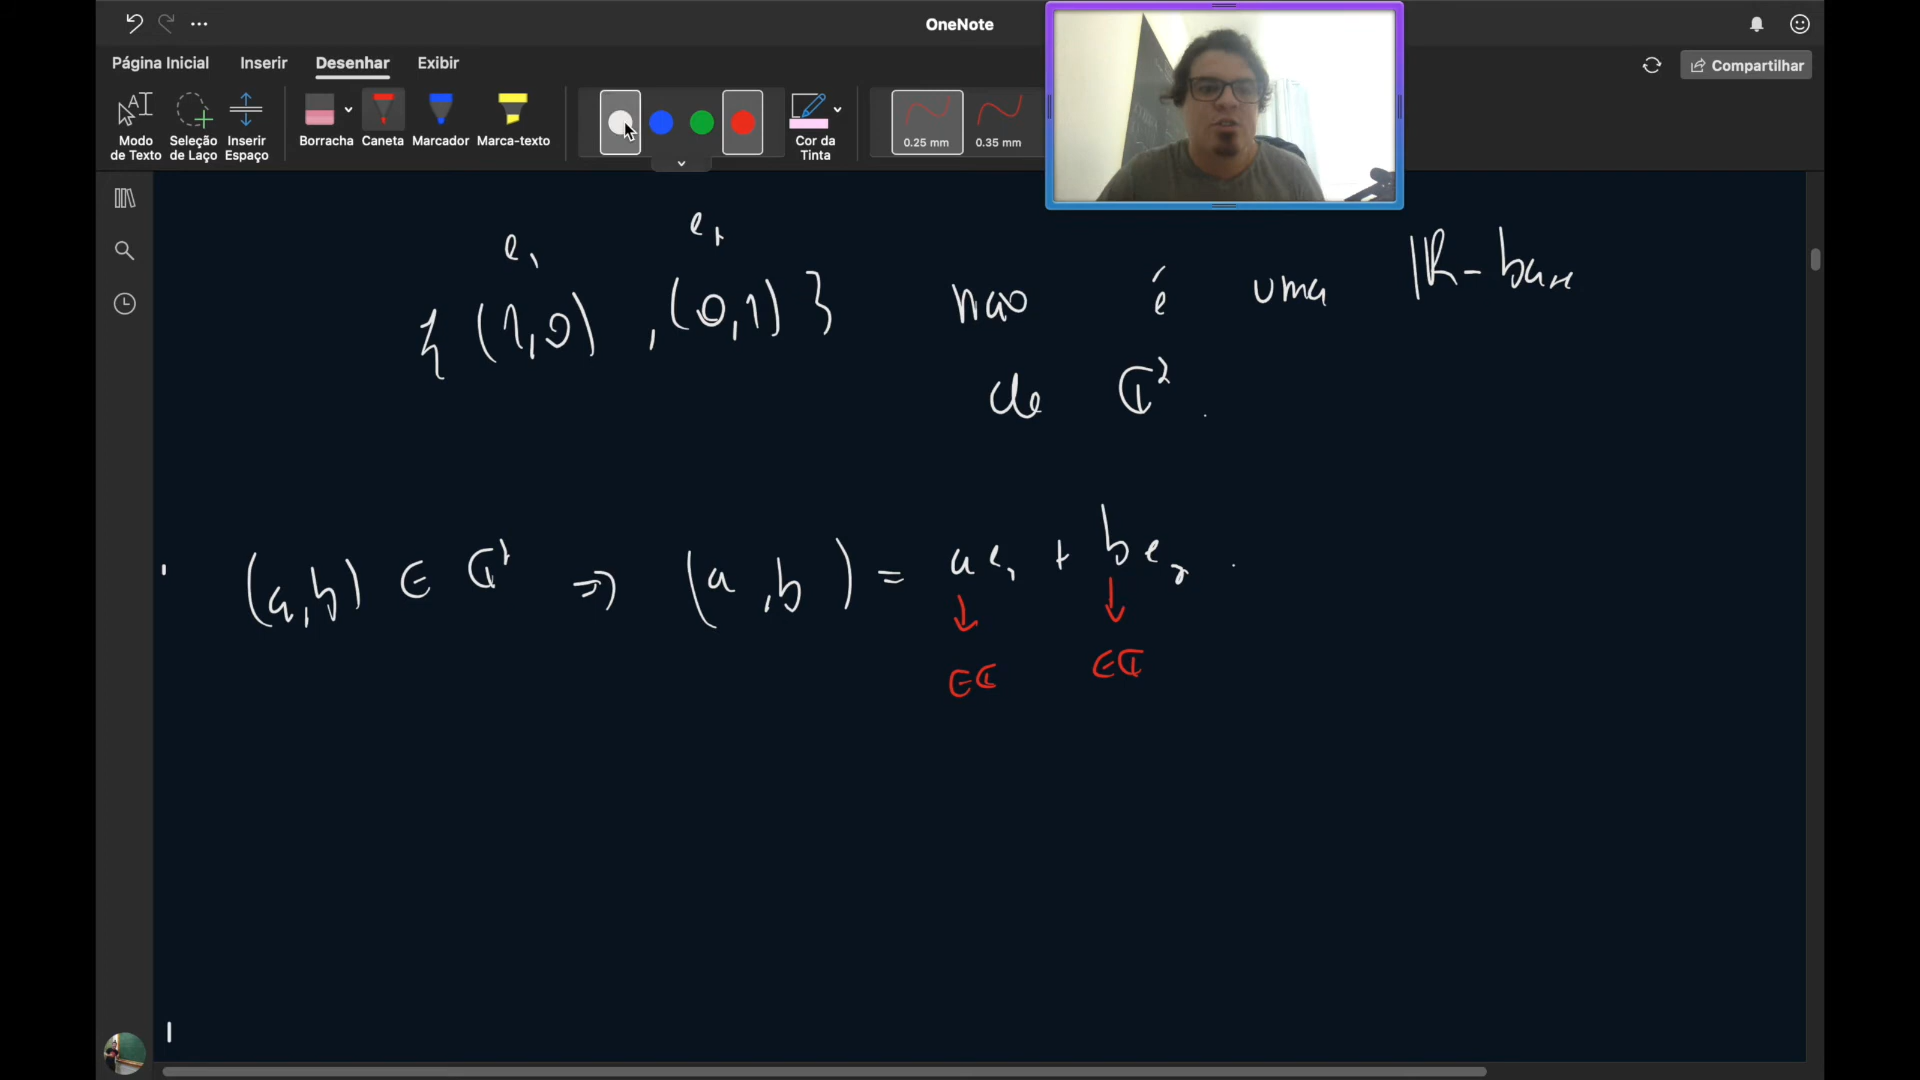 OneNote
Página Inicial Inserir Desenhar Exibir
Compartilhar
Modo de Texto Seleção de Laço Inserir Espaço Borracha Caneta Marcador Marca-texto Cor da Tinta 0.25 mm 0.35 mm
e₁ e₂
{ (1,0) , (0,1) } não é uma ℝ - base
de ℂ² .
(a,b) ∈ ℂ² ⇒ (a , b) = a e₁ + b e₂ .
↓ ↓
∈ℂ ∈ℂ